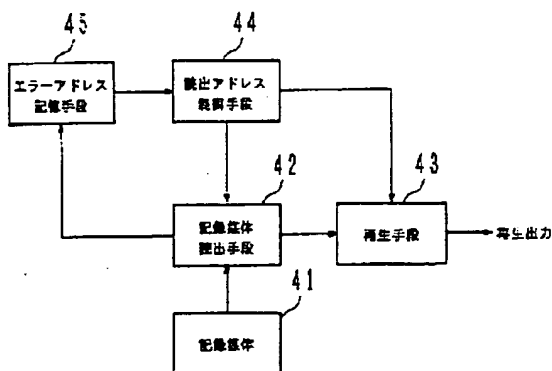 45
44
エラーアドレス
記憶手段
読出アドレス
制御手段
42
43
記録媒体
読出手段
再生手段
再生出力
41
記録媒体